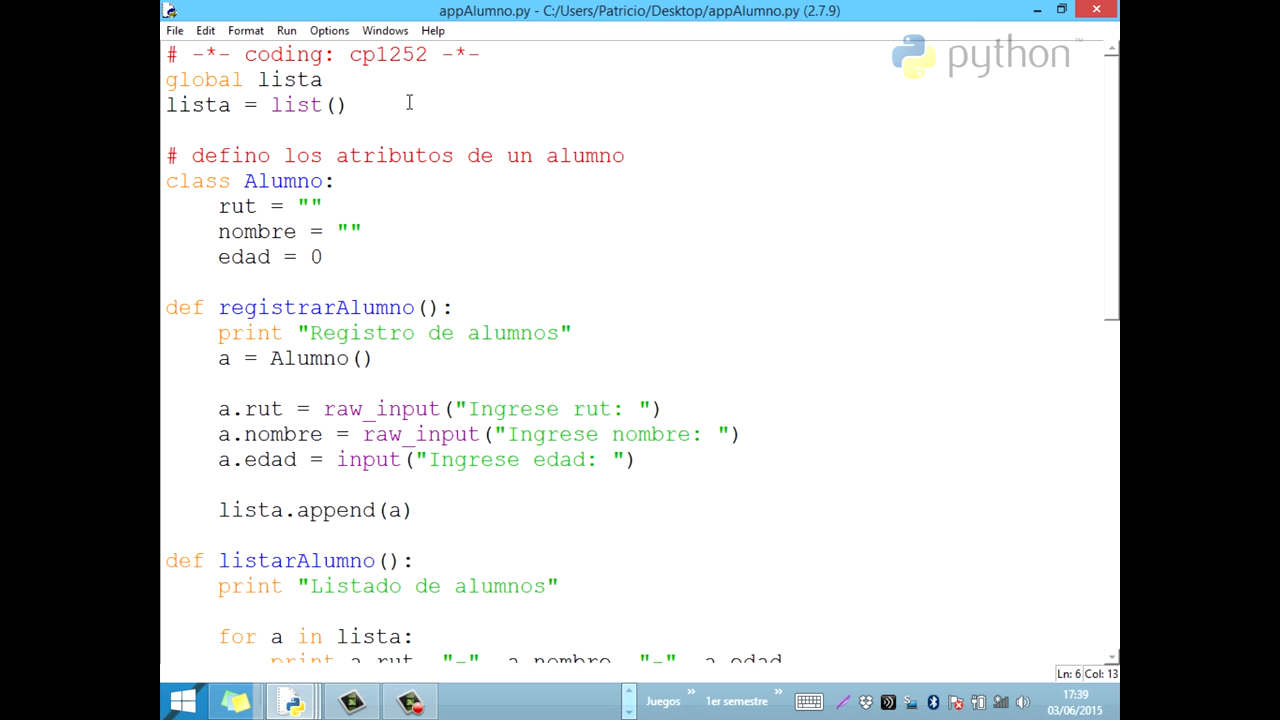 appAlumno.py - C:/Users/Patricio/Desktop/appAlumno.py (2.7.9)
File Edit Format Run Options Windows Help
python
# -*- coding: cp1252 -*-
global lista
lista = list()
# defino los atributos de un alumno
class Alumno:
rut = ""
nombre = ""
edad = 0
def registrarAlumno():
print "Registro de alumnos"
a = Alumno()
a.rut = raw_input("Ingrese rut: ")
a.nombre = raw_input("Ingrese nombre: ")
a.edad = input("Ingrese edad: ")
lista.append(a)
def listarAlumno():
print "Listado de alumnos"
for a in lista:
print a.rut, "-", a.nombre, "-", a.edad
Ln: 6 Col: 13
Juegos » 1er semestre » 17:39
03/06/2015